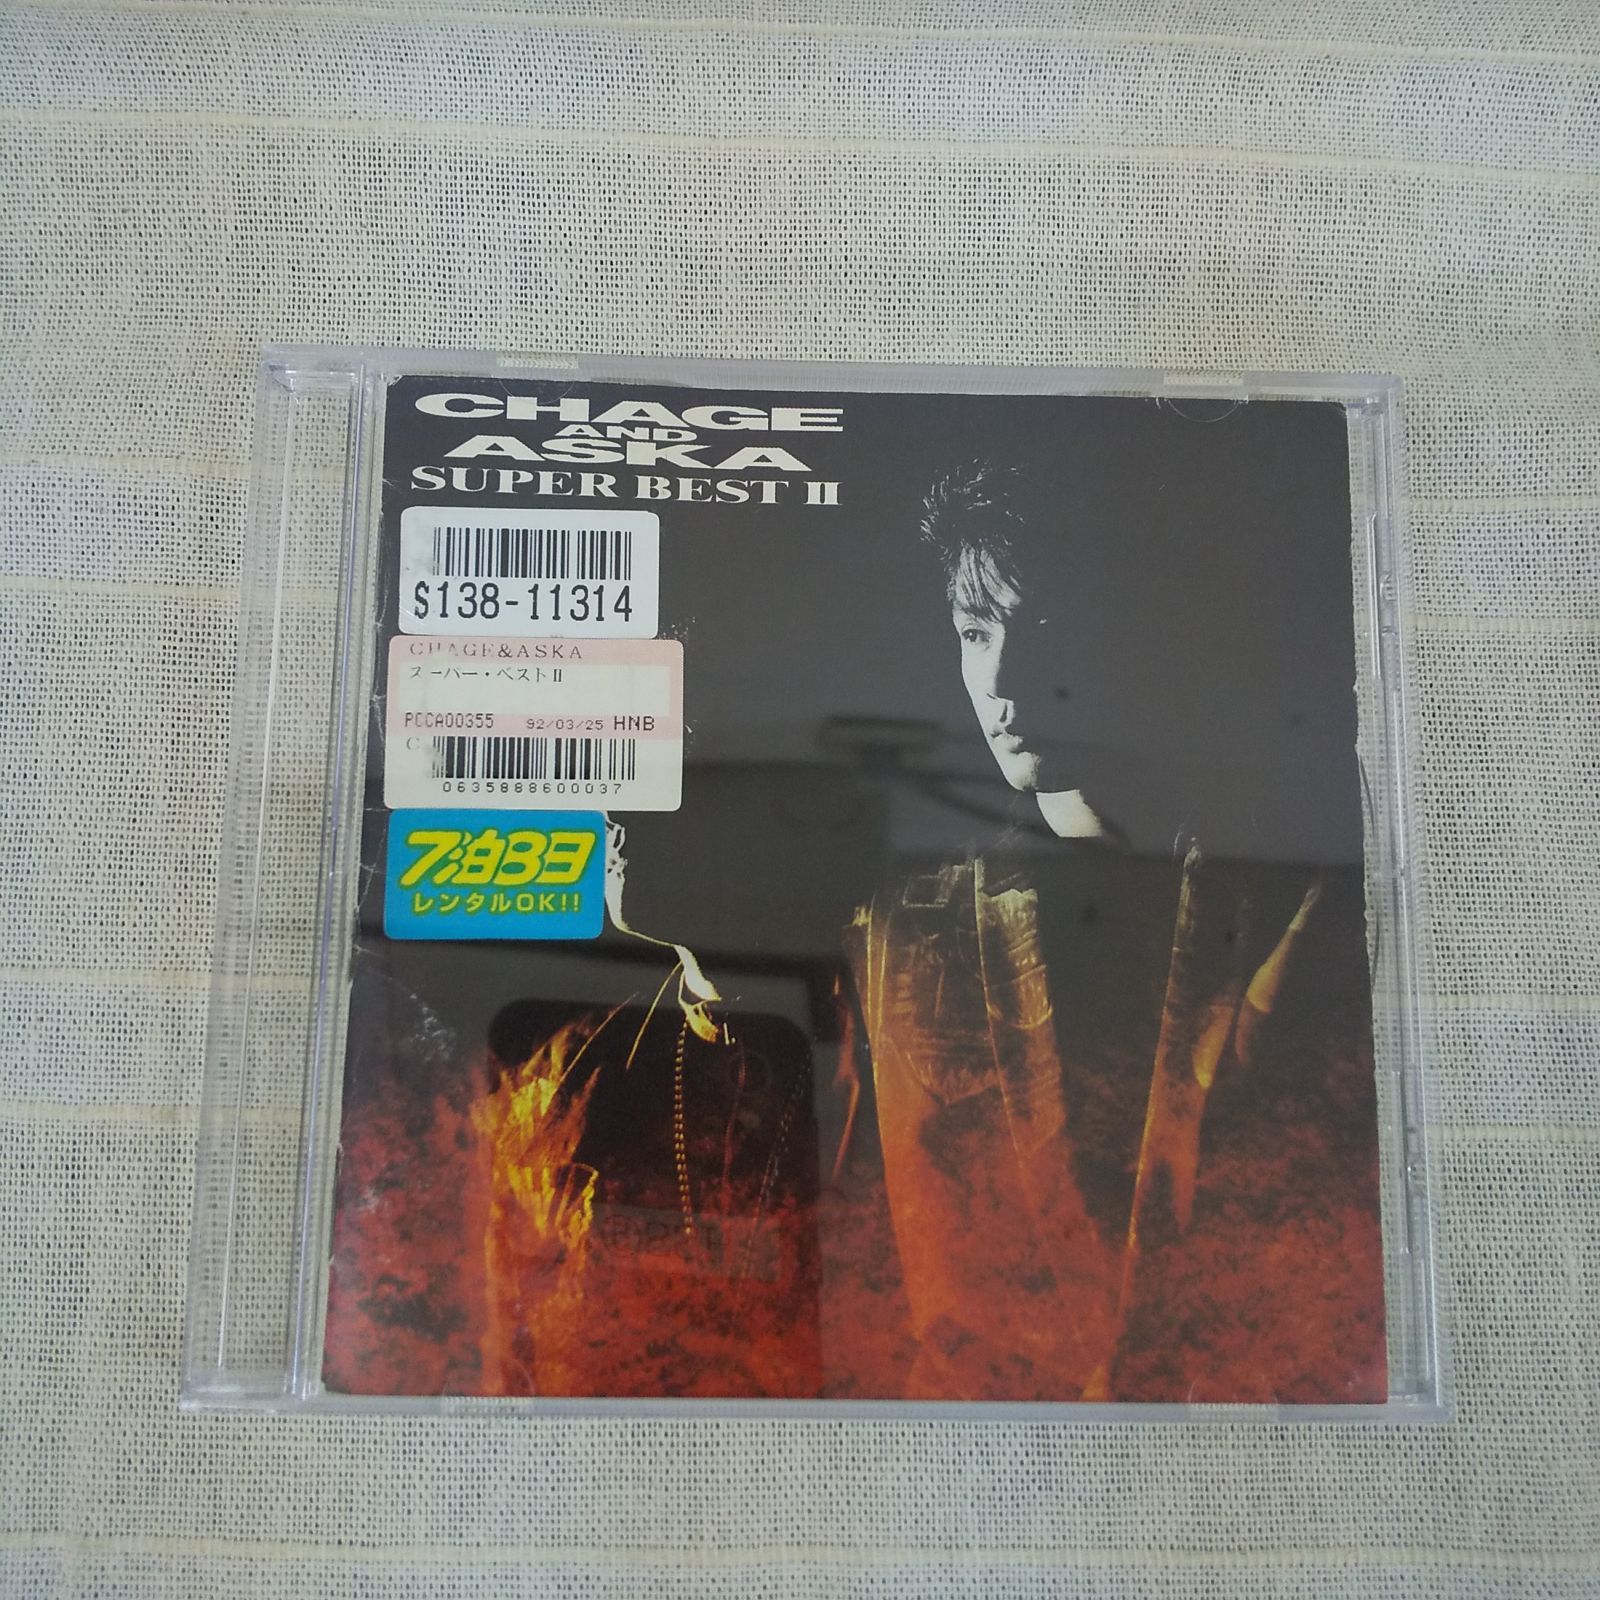 CHAGE
AND
ASKA
SUPER BEST II
$138-11314
CHAGE&ASKA
スーパー・ベストII
PCCA00355 92/03/25 HNB
C
0635888600037
7泊8日
レンタルOK!!